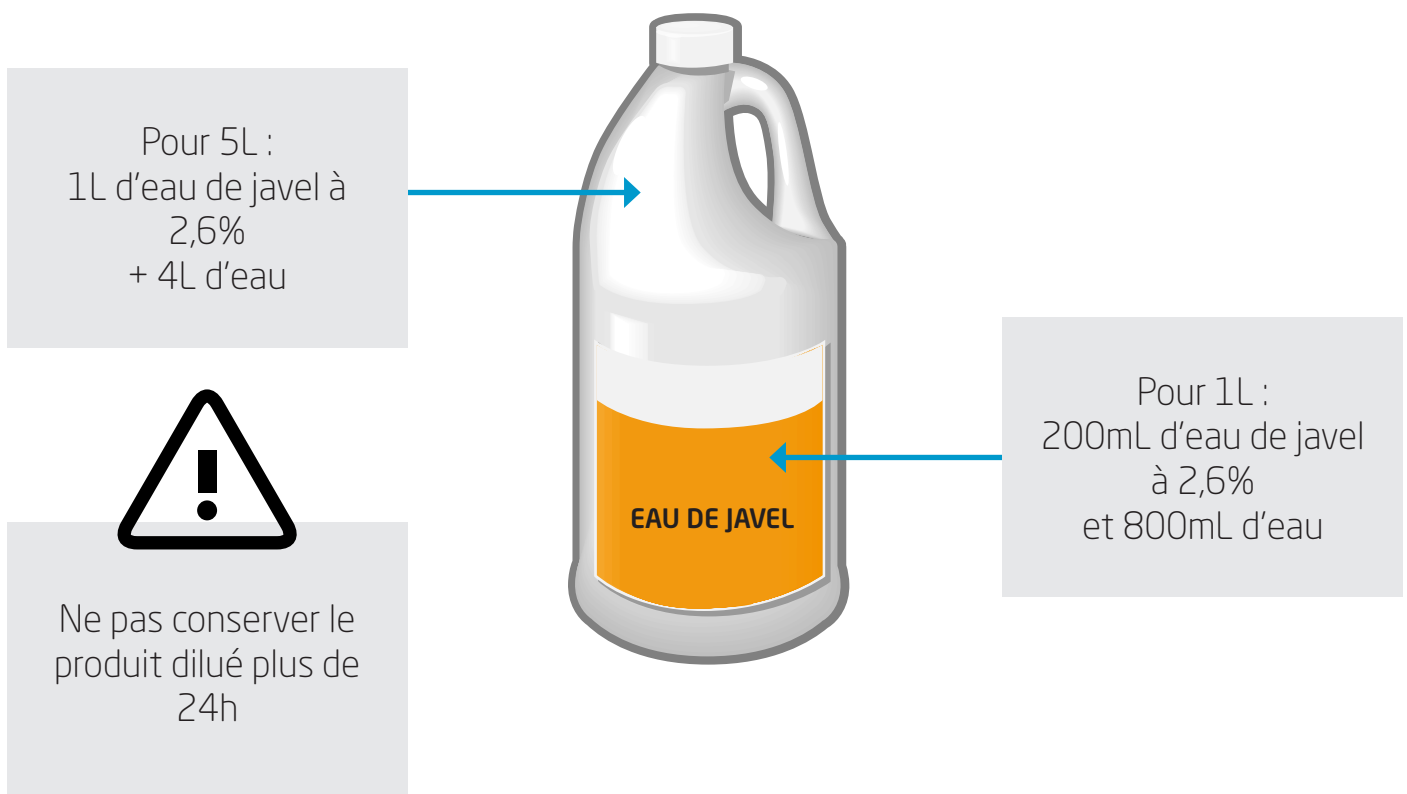 Pour 5L :
1L d'eau de javel à
2,6%
+ 4L d'eau
Ne pas conserver le
produit dilué plus de
24h
EAU DE JAVEL
Pour 1L :
200mL d'eau de javel
à 2,6%
et 800mL d'eau